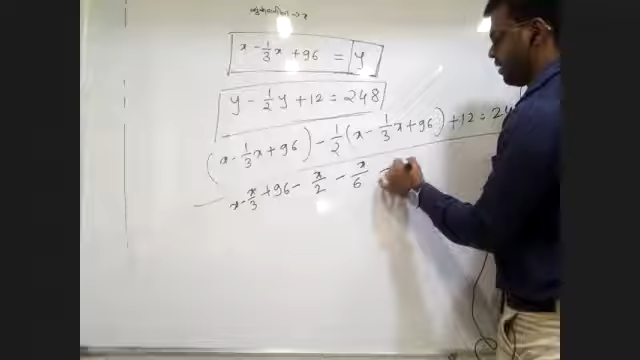 → x
x - 1/3 x + 96 = y
y - 1/2 y + 12 = 248
(x - 1/3 x + 96) - 1/2 (x - 1/3 x + 96) + 12 = 24
x - x/3 + 96 - x/2 - x/6